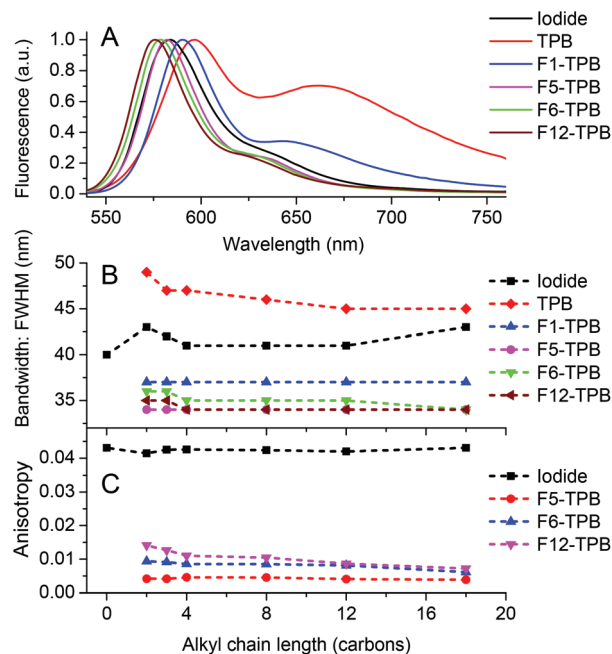 A
Fluorescence (a.u.)
1.0
0.8
0.6
0.4
0.2
0.0
550
600
650
700
750
Wavelength (nm)
Iodide
TPB
F1-TPB
F5-TPB
F6-TPB
F12-TPB
B
Bandwidth: FWHM (nm)
50
45
40
35
Iodide
TPB
F1-TPB
F5-TPB
F6-TPB
F12-TPB
C
Anisotropy
0.04
0.03
0.02
0.01
0.00
0
4
8
12
16
20
Alkyl chain length (carbons)
Iodide
F5-TPB
F6-TPB
F12-TPB